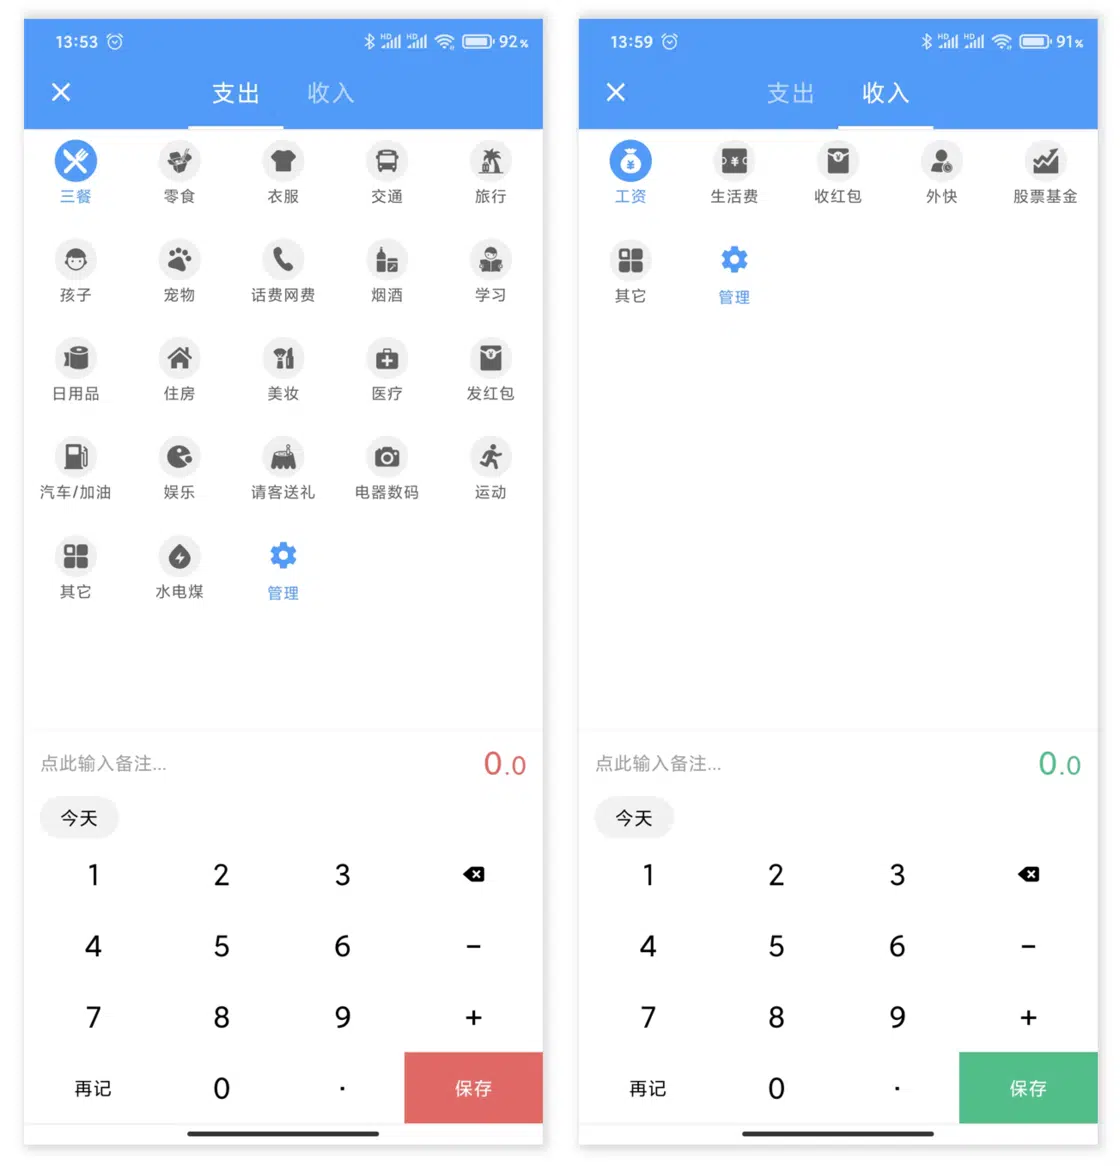 13:53 92%
支出 收入
三餐 零食 衣服 交通 旅行
孩子 宠物 话费网费 烟酒 学习
日用品 住房 美妆 医疗 发红包
汽车/加油 娱乐 请客送礼 电器数码 运动
其它 水电煤 管理
点此输入备注... 0.0
今天
1 2 3
4 5 6 -
7 8 9 +
再记 0 . 保存
13:59 91%
支出 收入
工资 生活费 收红包 外快 股票基金
其它 管理
点此输入备注... 0.0
今天
1 2 3
4 5 6 -
7 8 9 +
再记 0 . 保存